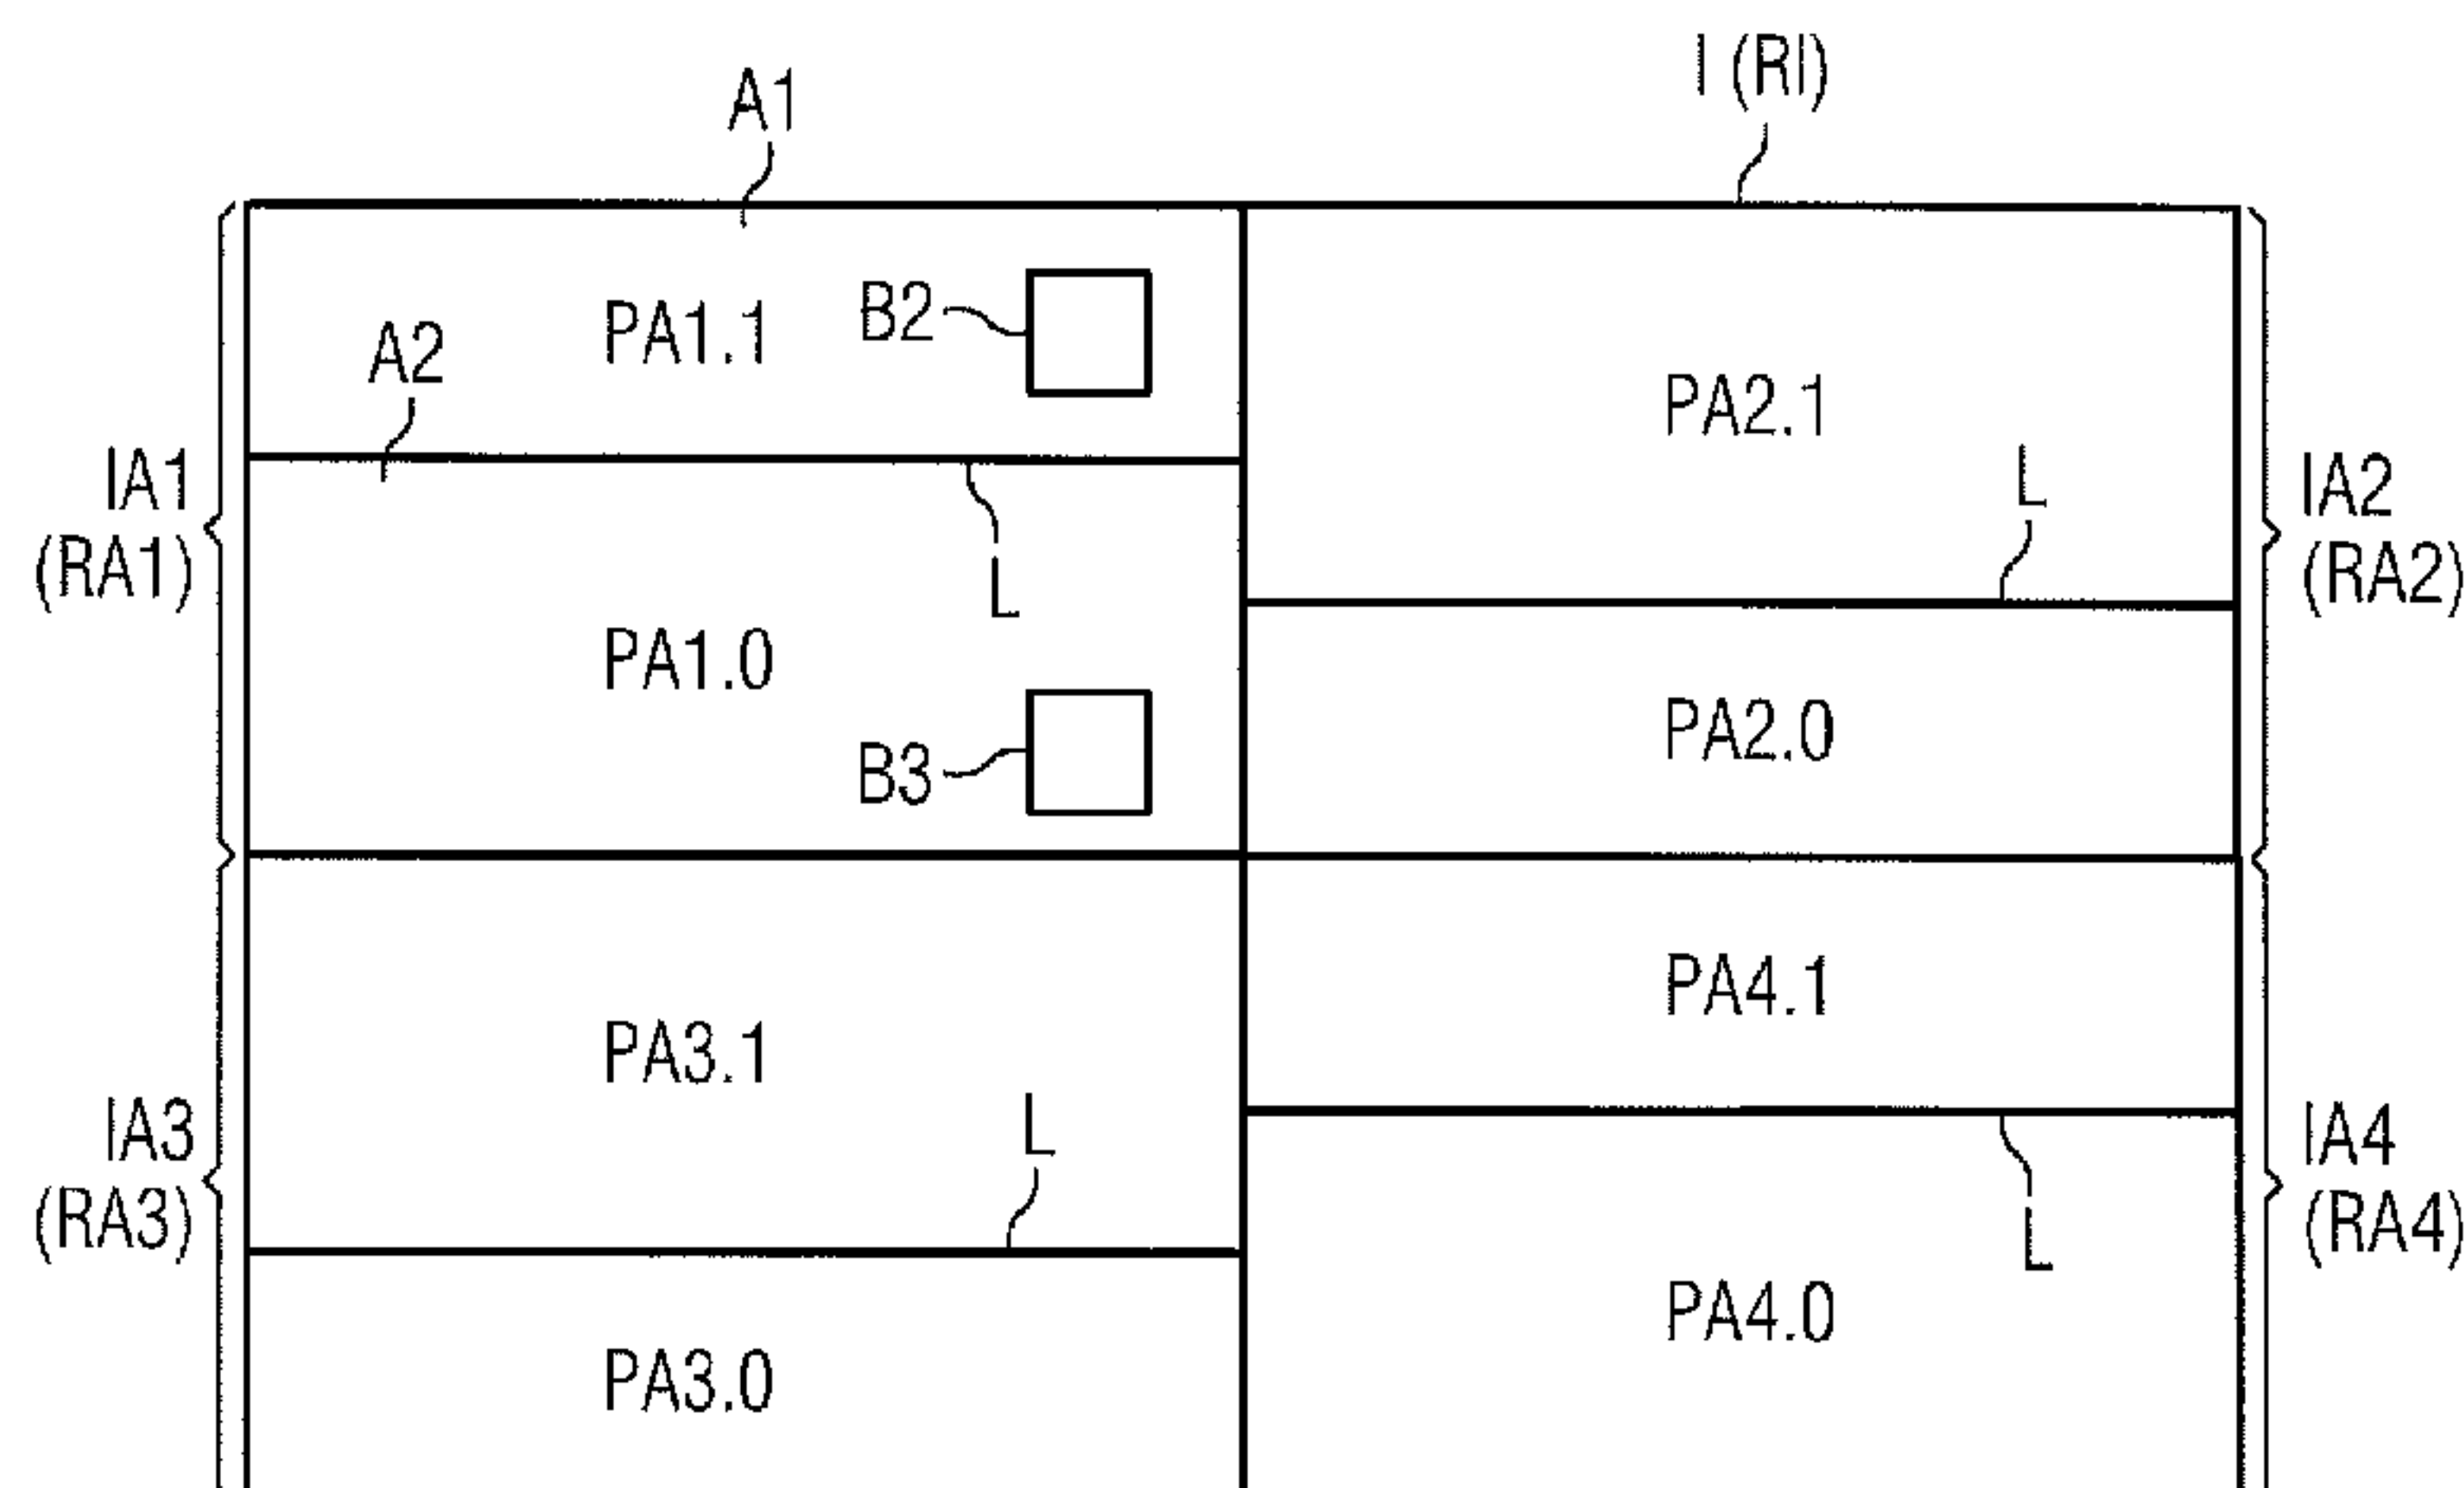 I (RI)
A1
PA1.1
B2
A2
PA2.1
L
IA1
(RA1)
IA2
(RA2)
L
PA1.0
PA2.0
B3
PA4.1
PA3.1
L
IA3
(RA3)
IA4
(RA4)
L
PA4.0
PA3.0